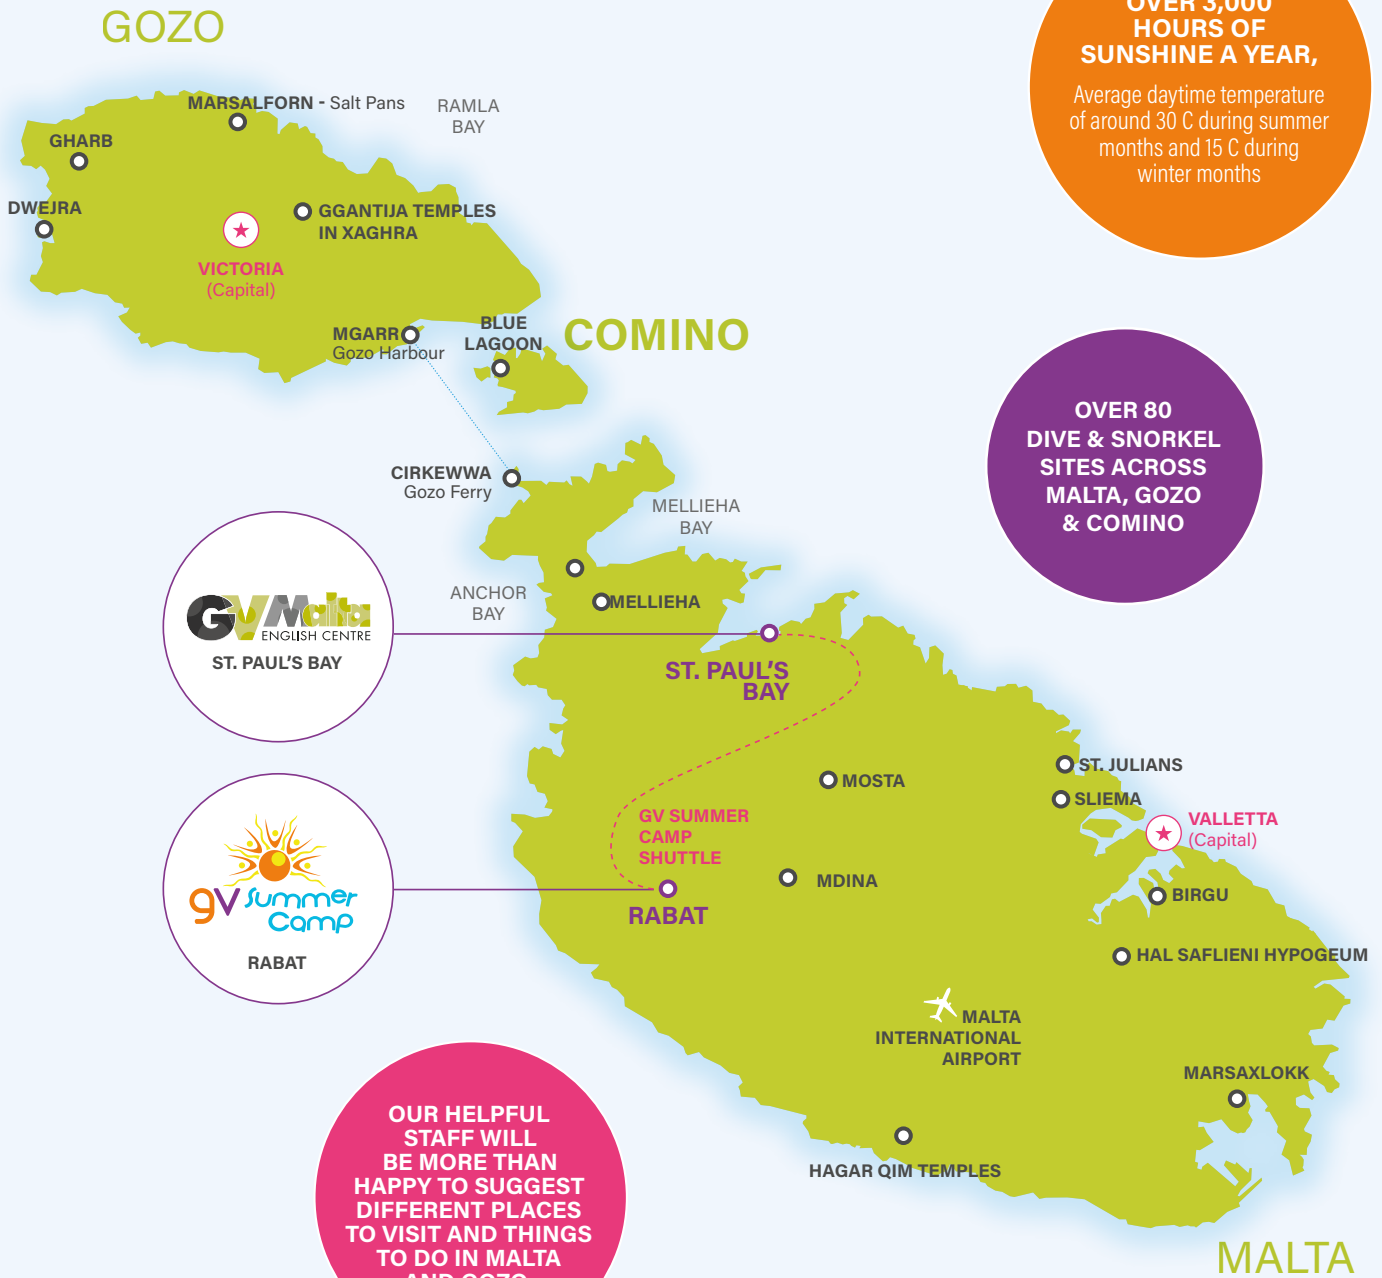 GOZO
OVER 3,000
HOURS OF
SUNSHINE A YEAR,
Average daytime temperature
of around 30 C during summer
months and 15 C during
winter months
MARSALFORN - Salt Pans
RAMLA
BAY
GHARB
DWEJRA
GGANTIJA TEMPLES
IN XAGHRA
VICTORIA
(Capital)
MGARR
Gozo Harbour
BLUE
LAGOON
COMINO
OVER 80
DIVE & SNORKEL
SITES ACROSS
MALTA, GOZO
& COMINO
CIRKEWWA
Gozo Ferry
MELLIEHA
BAY
ANCHOR
BAY
MELLIEHA
GV Malta
ENGLISH CENTRE
ST. PAUL'S BAY
ST. PAUL'S
BAY
ST. JULIANS
MOSTA
SLIEMA
VALLETTA
(Capital)
GV SUMMER
CAMP
SHUTTLE
MDINA
BIRGU
RABAT
gv summer
Camp
RABAT
HAL SAFLIENI HYPOGEUM
MALTA
INTERNATIONAL
AIRPORT
MARSAXLOKK
HAGAR QIM TEMPLES
OUR HELPFUL
STAFF WILL
BE MORE THAN
HAPPY TO SUGGEST
DIFFERENT PLACES
TO VISIT AND THINGS
TO DO IN MALTA
AND GOZO
MALTA